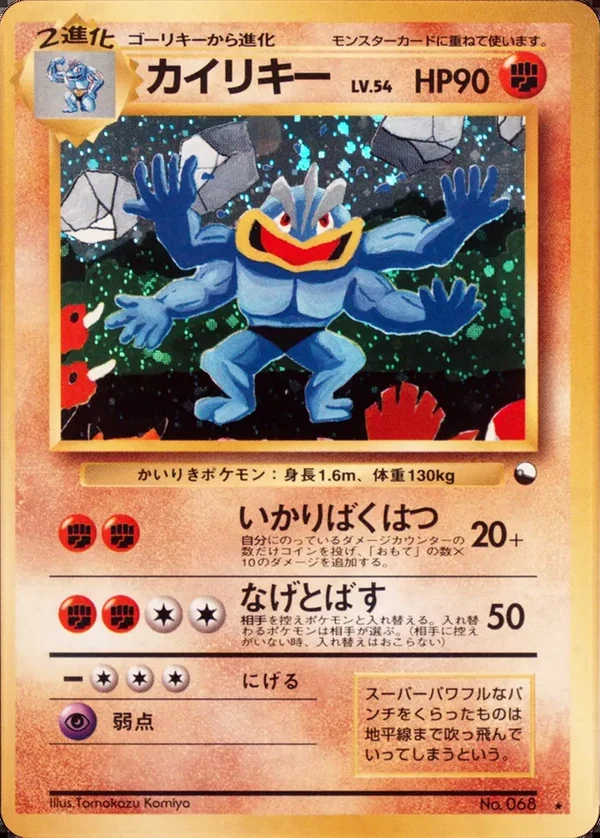 2進化 ゴーリキーから進化 モンスターカードに重ねて使います。
カイリキー LV.54 HP90
かいりきポケモン：身長1.6m、体重130kg
いかりばくはつ 20+
自分にのっているダメージカウンターの
数だけコインを投げ、「おもて」の数×
10のダメージを追加する。
なげとばす 50
相手を控えポケモンと入れ替える。入れ替
わるポケモンは相手が選ぶ。（相手に控え
がいない時、入れ替えはおこらない）
ー にげる
弱点
スーパーパワフルなパ
ンチをくらったものは
地平線まで吹っ飛んで
いってしまうという。
Illus.Tomokazu Komiya No.068 ★